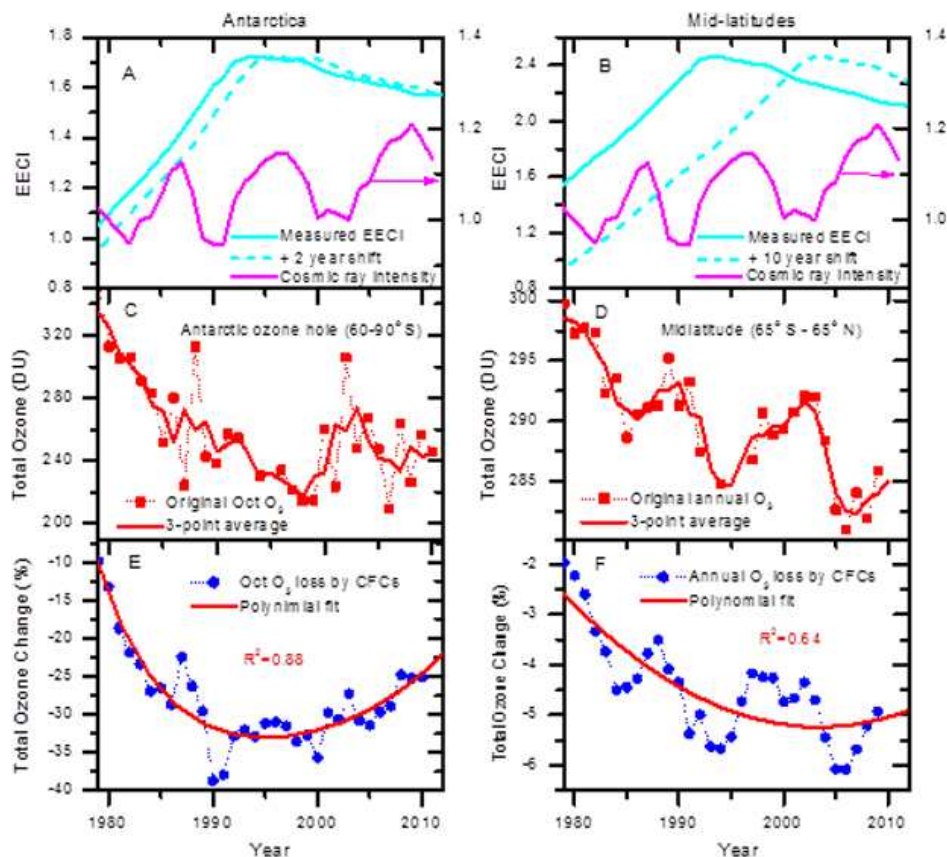 Antarctica
Mid-latitudes
1.8
1.6
1.4
1.2
1.0
0.8
EECI
A
1.4
1.2
1.0
Measured EECI
+ 2 year shift
Cosmic ray intensity
2.4
2.0
1.6
1.2
0.8
EECI
B
1.4
1.2
1.0
Measured EECI
+ 10 year shift
Cosmic ray intensity
320
280
240
200
Total Ozone (DU)
C
Antarctic ozone hole (60-90° S)
Original Oct O₃
3-point average
300
295
290
285
Total Ozone (DU)
D
Midlatitude (65° S - 65° N)
Original annual O₃
3-point average
-10
-15
-20
-25
-30
-35
-40
Total Ozone Change (%)
E
Oct O₃ loss by CFCs
Polynimial fit
R²=0.88
-2
-3
-4
-5
-6
Total Ozone Change (%)
F
Annual O₃ loss by CFCs
Polynomial fit
R²=0.64
1980
1990
2000
2010
Year
1980
1990
2000
2010
Year